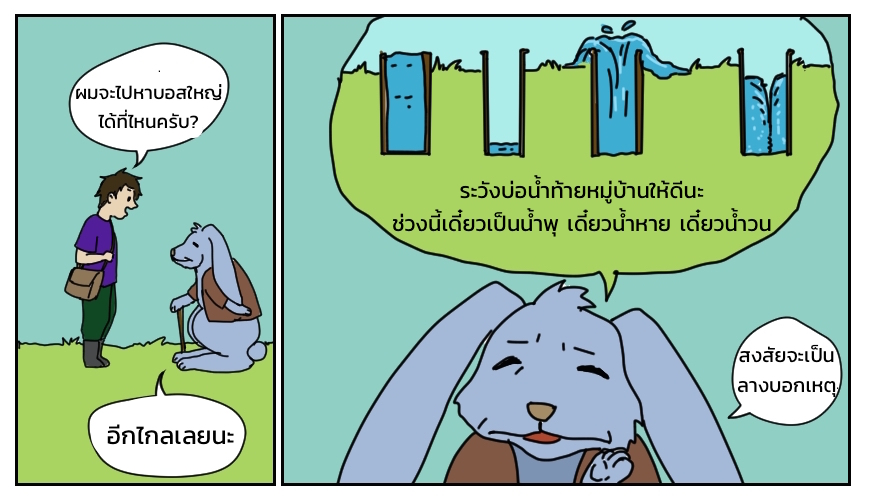 ผมจะไปหาบอสใหญ่
ได้ที่ไหนครับ?
อีกไกลเลยนะ
ระวังบ่อน้ำท้ายหมู่บ้านให้ดีนะ
ช่วงนี้เดี๋ยวเป็นน้ำพุ เดี๋ยวน้ำหาย เดี๋ยวน้ำวน
สงสัยจะเป็น
ลางบอกเหตุ